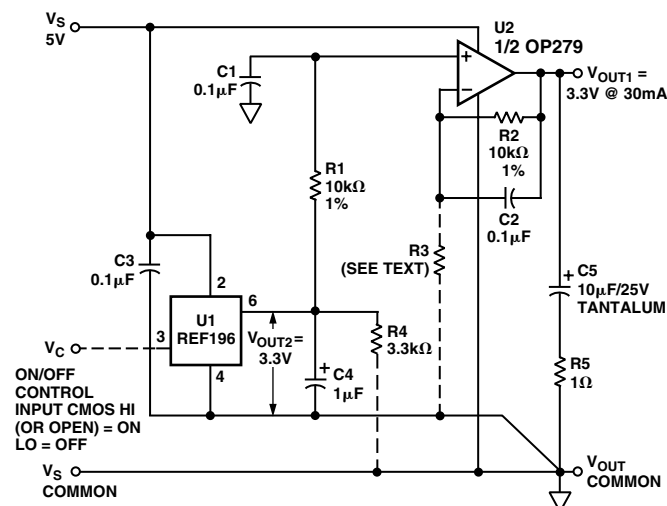 VS
5V
U2
1/2 OP279
C1
0.1μF
VOUT1 =
3.3V @ 30mA
R2
10kΩ
1%
R1
10kΩ
1%
C2
0.1μF
R3
(SEE TEXT)
C3
0.1μF
2
C5
10μF/25V
TANTALUM
6
U1
REF196
3
4
VOUT2 =
3.3V
R4
3.3kΩ
VC
ON/OFF
CONTROL
INPUT CMOS HI
(OR OPEN) = ON
LO = OFF
C4
1μF
R5
1Ω
VS
COMMON
VOUT
COMMON